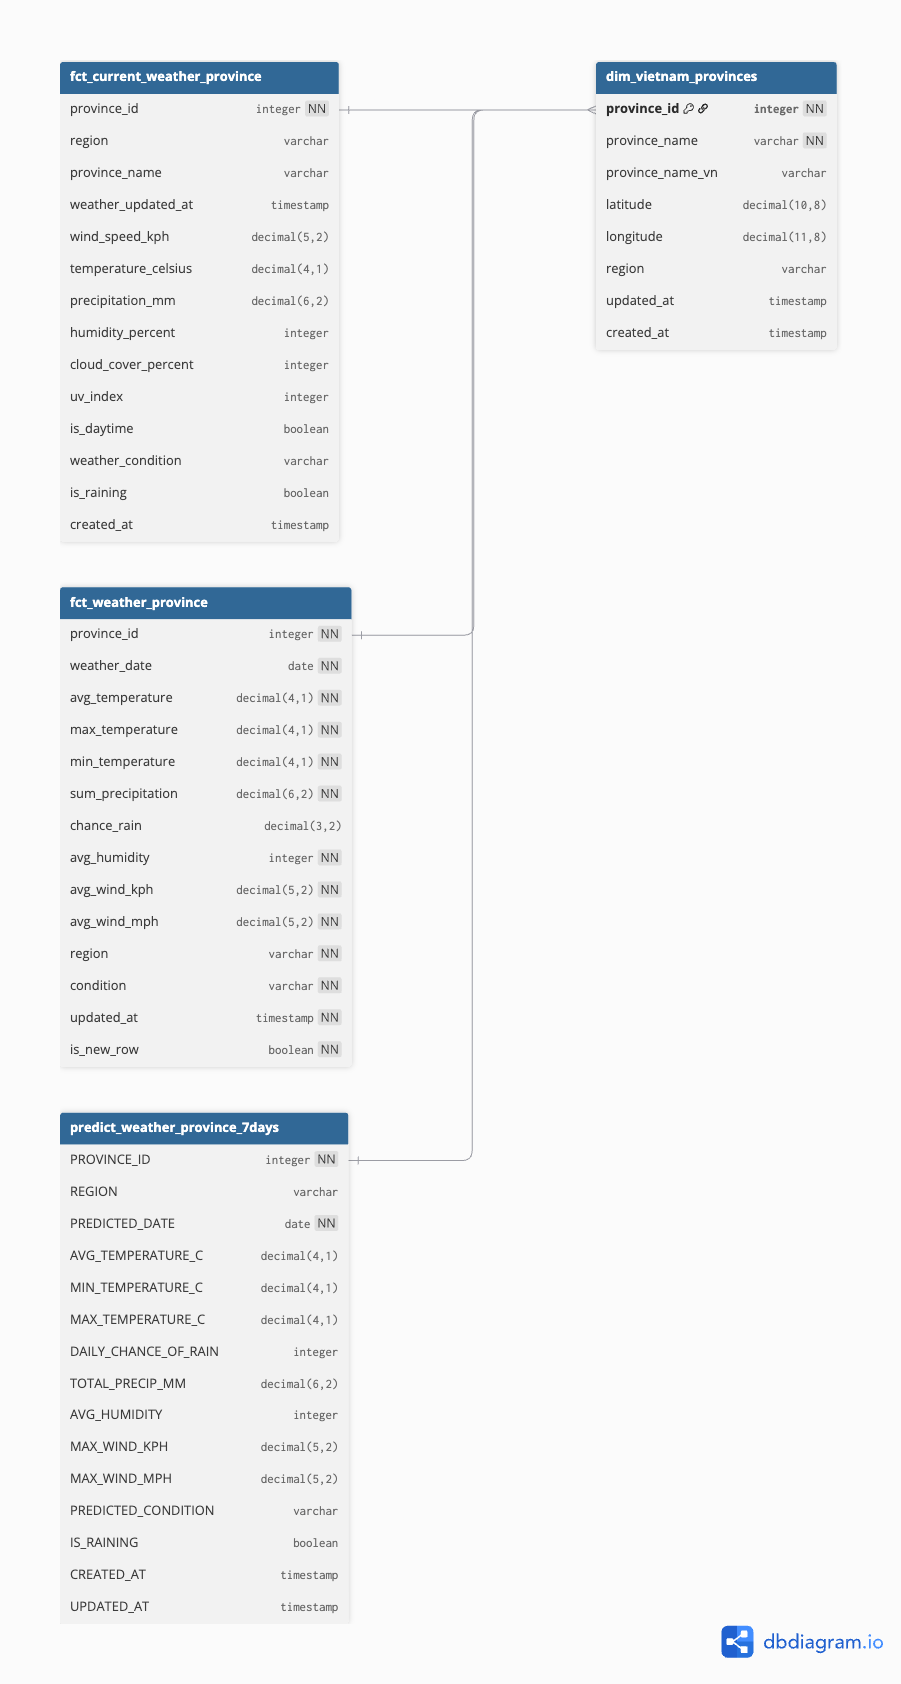 fct_current_weather_province
province_id integer NN
region varchar
province_name varchar
weather_updated_at timestamp
wind_speed_kph decimal(5,2)
temperature_celsius decimal(4,1)
precipitation_mm decimal(6,2)
humidity_percent integer
cloud_cover_percent integer
uv_index integer
is_daytime boolean
weather_condition varchar
is_raining boolean
created_at timestamp
dim_vietnam_provinces
province_id integer NN
province_name varchar NN
province_name_vn varchar
latitude decimal(10,8)
longitude decimal(11,8)
region varchar
updated_at timestamp
created_at timestamp
fct_weather_province
province_id integer NN
weather_date date NN
avg_temperature decimal(4,1) NN
max_temperature decimal(4,1) NN
min_temperature decimal(4,1) NN
sum_precipitation decimal(6,2) NN
chance_rain decimal(3,2)
avg_humidity integer NN
avg_wind_kph decimal(5,2) NN
avg_wind_mph decimal(5,2) NN
region varchar NN
condition varchar NN
updated_at timestamp NN
is_new_row boolean NN
predict_weather_province_7days
PROVINCE_ID integer NN
REGION varchar
PREDICTED_DATE date NN
AVG_TEMPERATURE_C decimal(4,1)
MIN_TEMPERATURE_C decimal(4,1)
MAX_TEMPERATURE_C decimal(4,1)
DAILY_CHANCE_OF_RAIN integer
TOTAL_PRECIP_MM decimal(6,2)
AVG_HUMIDITY integer
MAX_WIND_KPH decimal(5,2)
MAX_WIND_MPH decimal(5,2)
PREDICTED_CONDITION varchar
IS_RAINING boolean
CREATED_AT timestamp
UPDATED_AT timestamp
dbdiagram.io